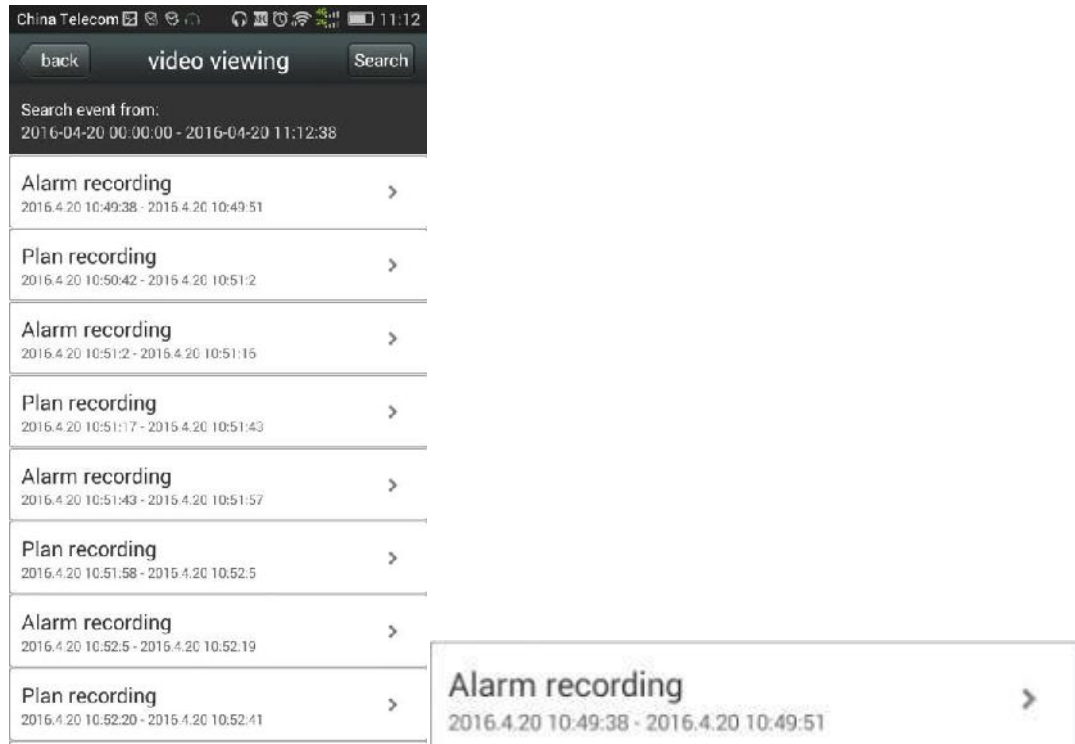 China Telecom 11:12
back video viewing Search
Search event from:
2016-04-20 00:00:00 - 2016-04-20 11:12:38
Alarm recording
2016.4.20 10:49:38 - 2016.4.20 10:49:51
Plan recording
2016.4.20 10:50:42 - 2016.4.20 10:51:2
Alarm recording
2016.4.20 10:51:2 - 2016.4.20 10:51:16
Plan recording
2016.4.20 10:51:17 - 2016.4.20 10:51:43
Alarm recording
2016.4.20 10:51:43 - 2016.4.20 10:51:57
Plan recording
2016.4.20 10:51:58 - 2016.4.20 10:52:5
Alarm recording
2016.4.20 10:52:5 - 2016.4.20 10:52:19
Plan recording
2016.4.20 10:52:20 - 2016.4.20 10:52:41
Alarm recording
2016.4.20 10:49:38 - 2016.4.20 10:49:51